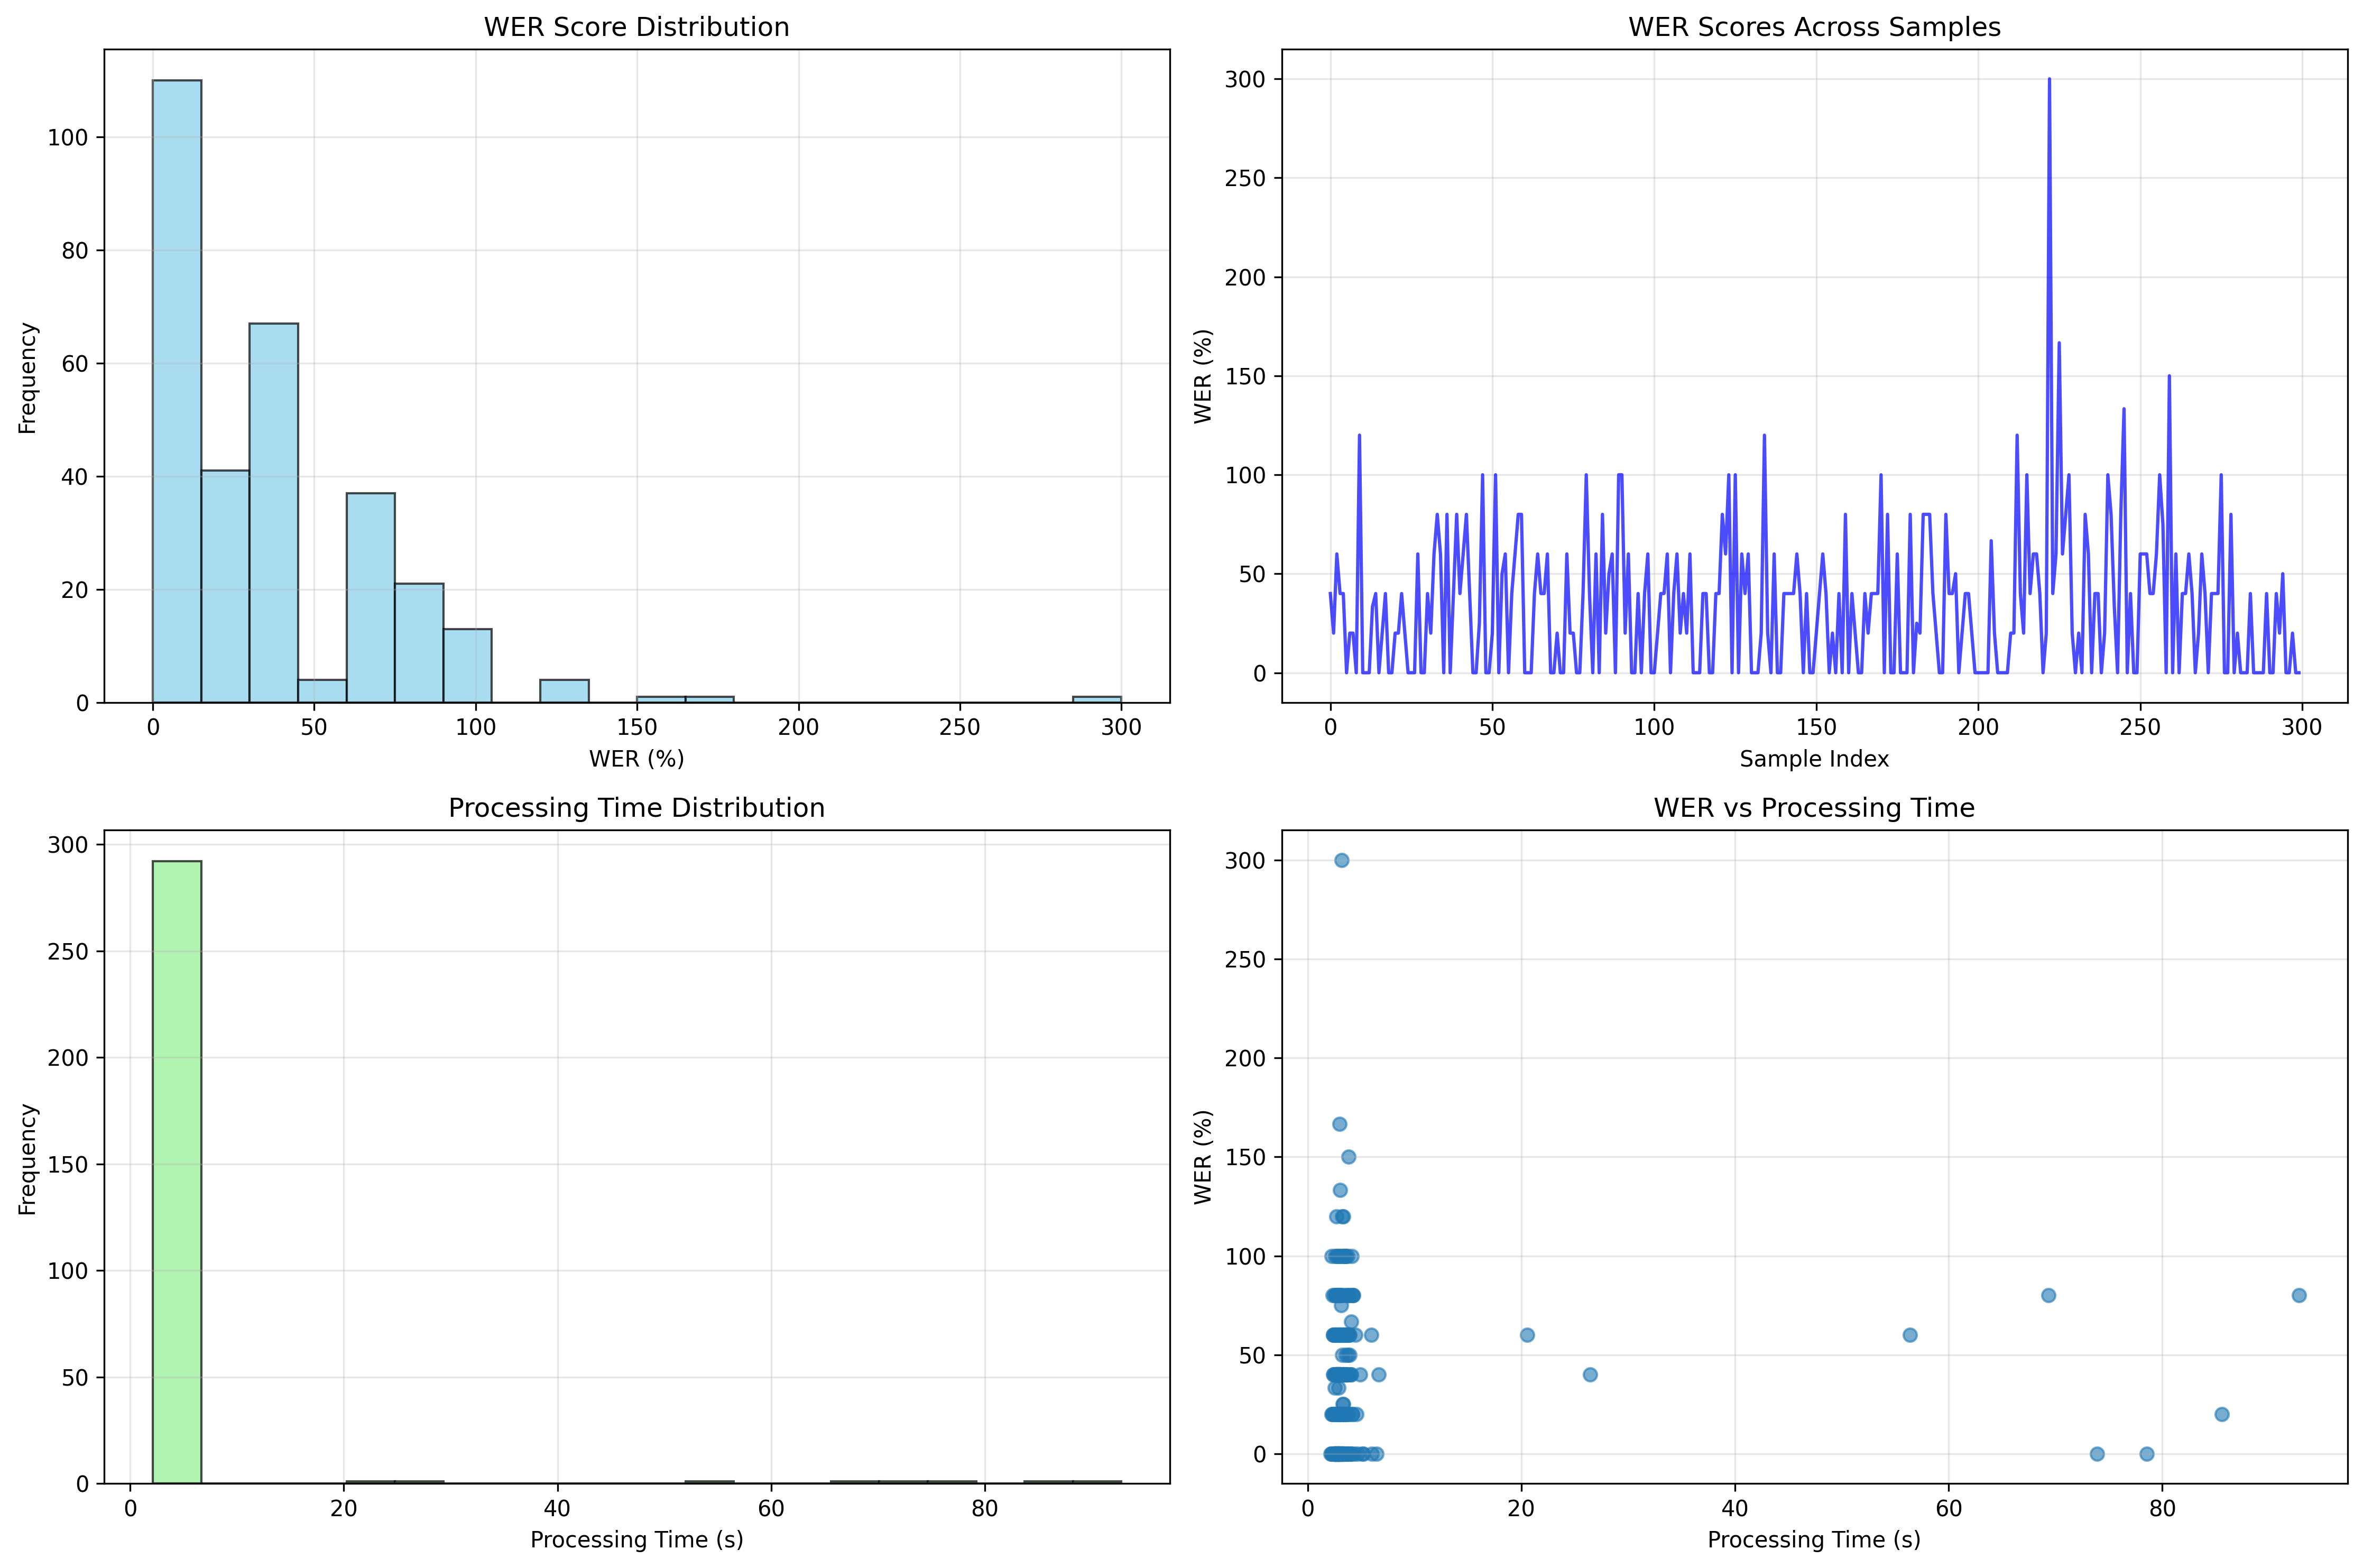 WER Score Distribution
Frequency
100
80
60
40
20
0
0 50 100 150 200 250 300
WER (%)
WER Scores Across Samples
WER (%)
300
250
200
150
100
50
0
0 50 100 150 200 250 300
Sample Index
Processing Time Distribution
Frequency
300
250
200
150
100
50
0
0 20 40 60 80
Processing Time (s)
WER vs Processing Time
WER (%)
300
250
200
150
100
50
0
0 20 40 60 80
Processing Time (s)